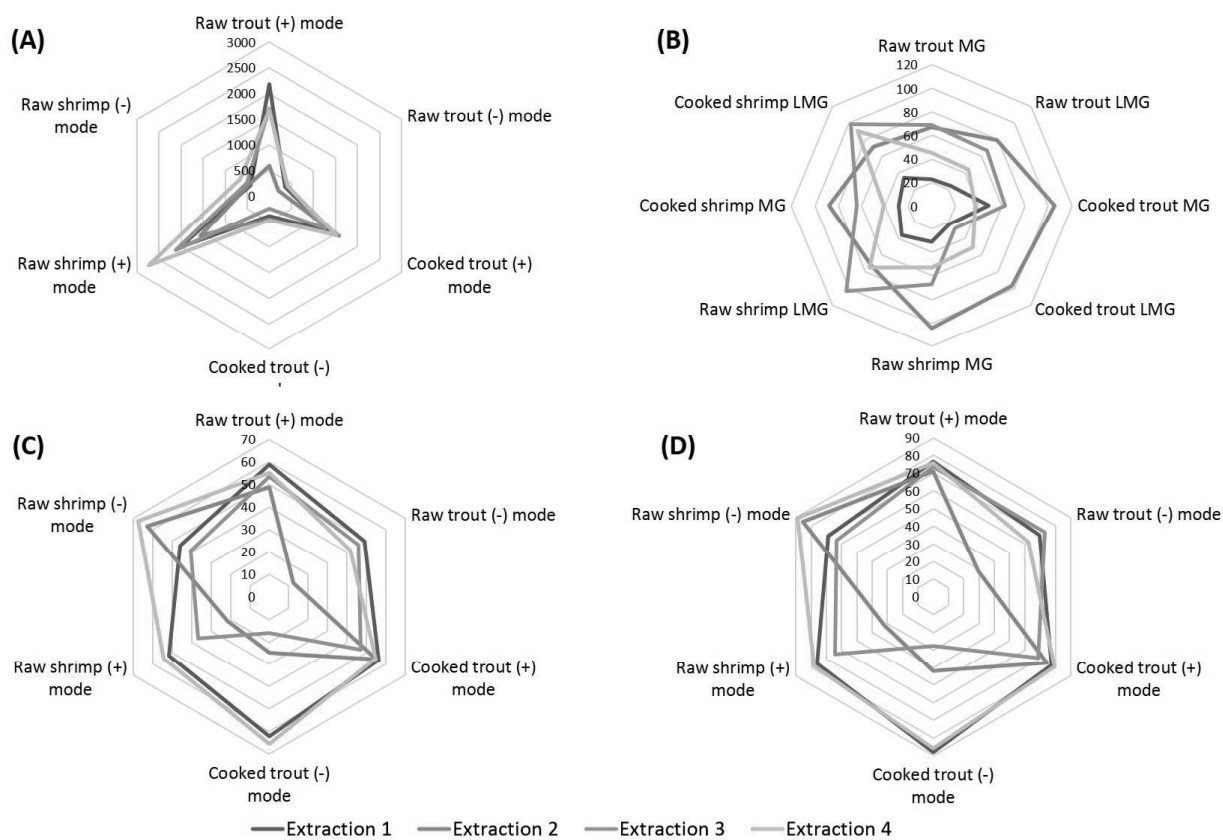 (A)
Raw trout (+) mode
3000
2500
2000
1500
1000
500
0
Raw trout (-) mode
Cooked trout (+)
mode
Cooked trout (-)
Raw shrimp (+)
mode
Raw shrimp (-)
mode
(B)
Raw trout MG
120
100
80
60
40
20
0
Raw trout LMG
Cooked trout MG
Cooked trout LMG
Raw shrimp MG
Raw shrimp LMG
Cooked shrimp MG
Cooked shrimp LMG
(C)
Raw trout (+) mode
70
60
50
40
30
20
10
0
Raw trout (-) mode
Cooked trout (+)
mode
Cooked trout (-)
mode
Raw shrimp (+)
mode
Raw shrimp (-)
mode
(D)
Raw trout (+) mode
90
80
70
60
50
40
30
20
10
0
Raw trout (-) mode
Cooked trout (+)
mode
Cooked trout (-)
mode
Raw shrimp (+)
mode
Raw shrimp (-) mode
Extraction 1 Extraction 2 Extraction 3 Extraction 4